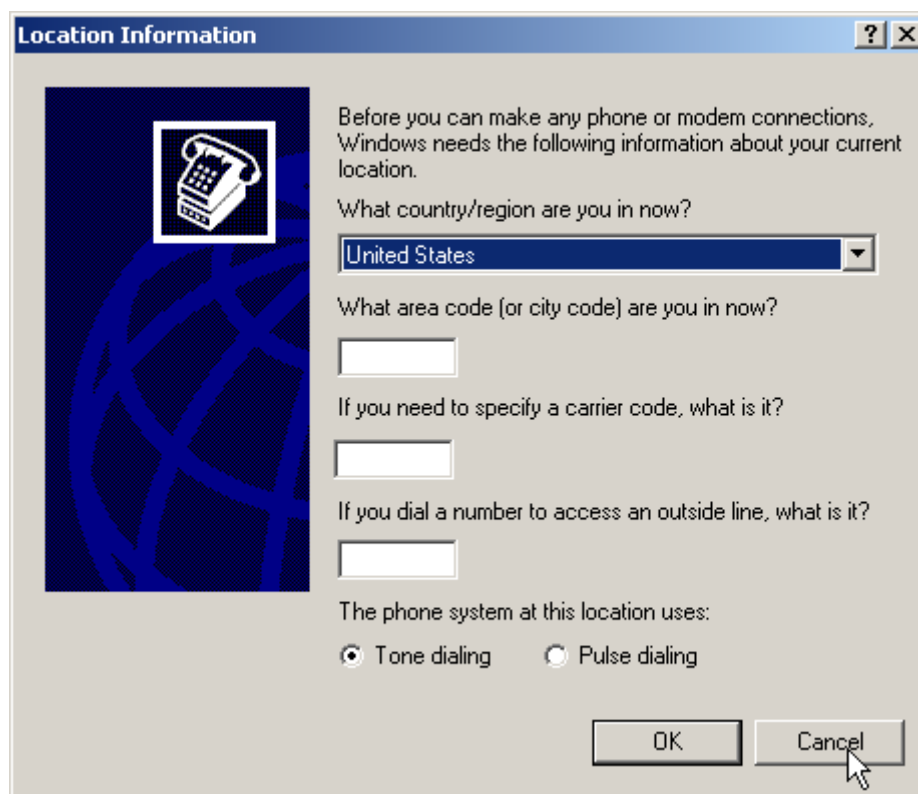 Location Information
Before you can make any phone or modem connections,
Windows needs the following information about your current
location.
What country/region are you in now?
United States
What area code (or city code) are you in now?
If you need to specify a carrier code, what is it?
If you dial a number to access an outside line, what is it?
The phone system at this location uses:
Tone dialing Pulse dialing
OK Cancel